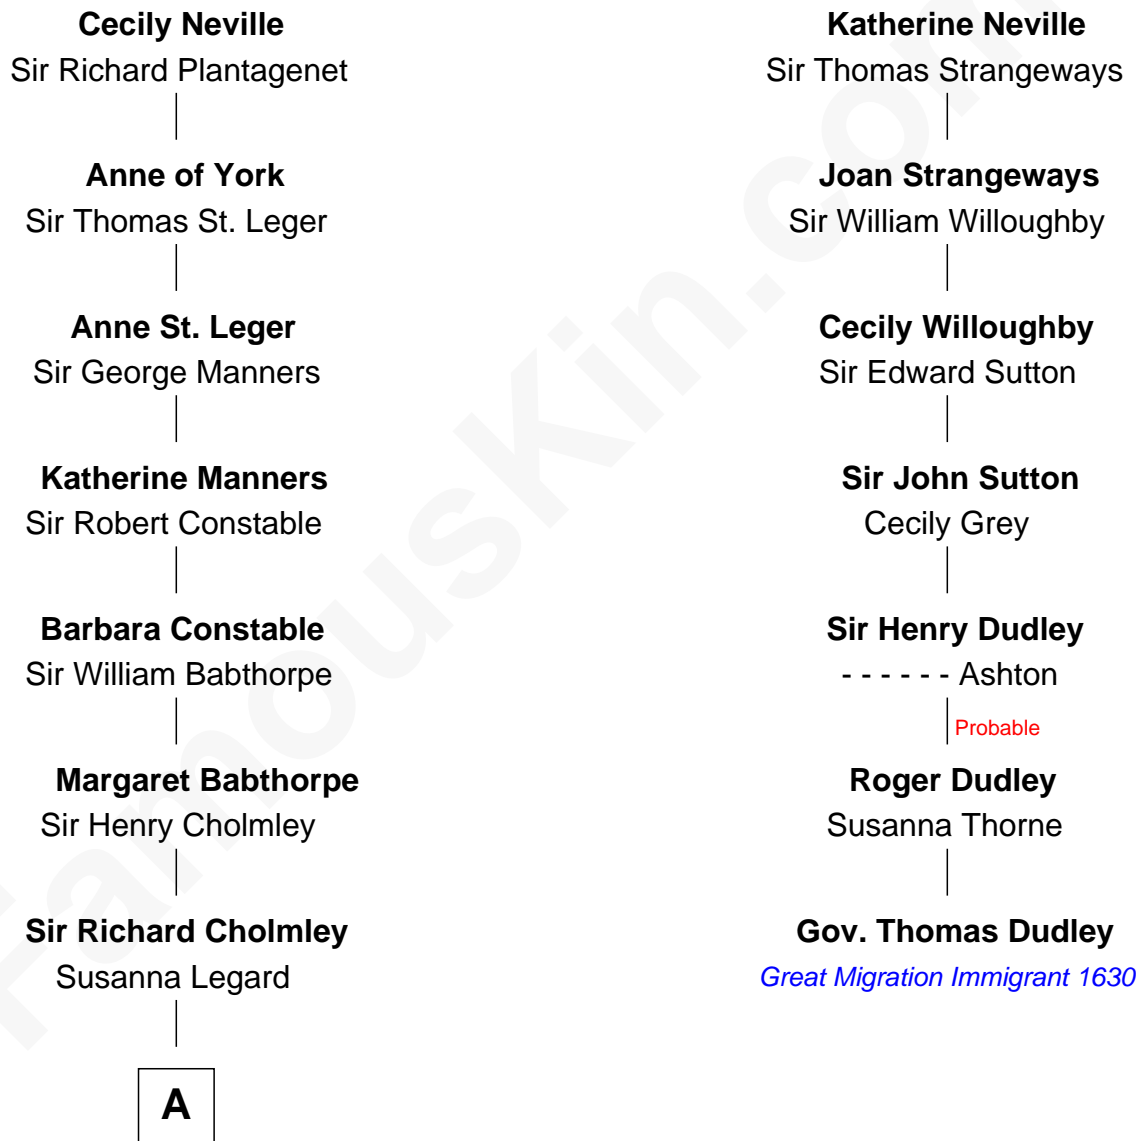 Cecily Neville
Sir Richard Plantagenet
Anne of York
Sir Thomas St. Leger
Anne St. Leger
Sir George Manners
Katherine Manners
Sir Robert Constable
Barbara Constable
Sir William Babthorpe
Margaret Babthorpe
Sir Henry Cholmley
Sir Richard Cholmley
Susanna Legard
A
Katherine Neville
Sir Thomas Strangeways
Joan Strangeways
Sir William Willoughby
Cecily Willoughby
Sir Edward Sutton
Sir John Sutton
Cecily Grey
Sir Henry Dudley
- - - - - - Ashton
Probable
Roger Dudley
Susanna Thorne
Gov. Thomas Dudley
Great Migration Immigrant 1630
FamousKin.com